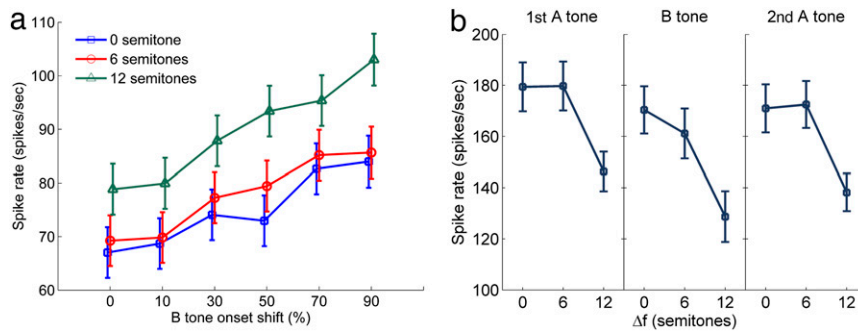 a
0 semitone
6 semitones
12 semitones
Spike rate (spikes/sec)
110
100
90
80
70
60
0 10 30 50 70 90
B tone onset shift (%)
b
1st A tone B tone 2nd A tone
Spike rate (spikes/sec)
200
180
160
140
120
100
0 6 12 0 6 12 0 6 12
Δf (semitones)